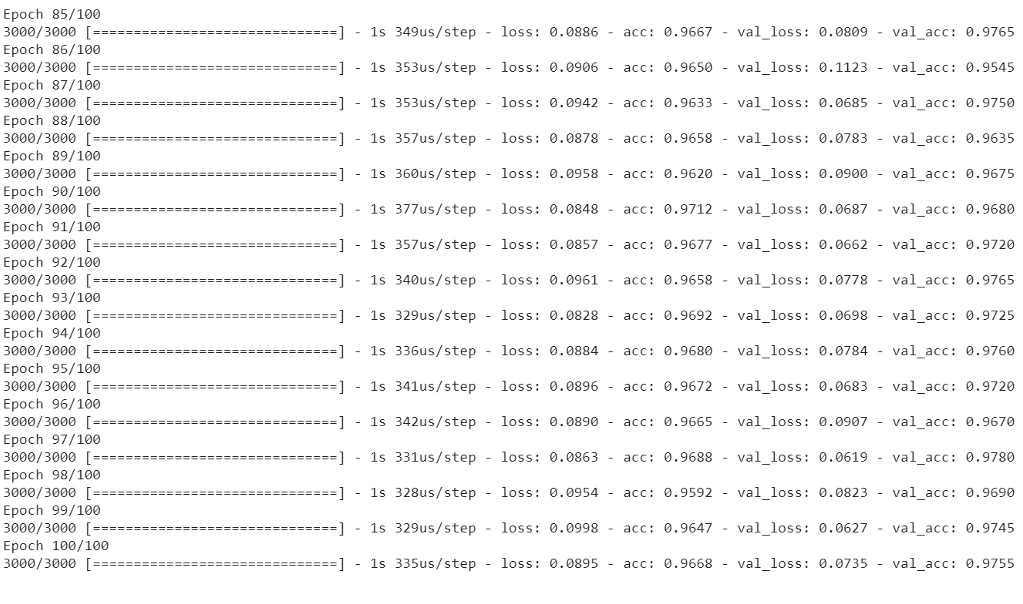 Epoch 85/100
3000/3000 [==============================] - 1s 349us/step - loss: 0.0886 - acc: 0.9667 - val_loss: 0.0809 - val_acc: 0.9765
Epoch 86/100
3000/3000 [==============================] - 1s 353us/step - loss: 0.0906 - acc: 0.9650 - val_loss: 0.1123 - val_acc: 0.9545
Epoch 87/100
3000/3000 [==============================] - 1s 353us/step - loss: 0.0942 - acc: 0.9633 - val_loss: 0.0685 - val_acc: 0.9750
Epoch 88/100
3000/3000 [==============================] - 1s 357us/step - loss: 0.0878 - acc: 0.9658 - val_loss: 0.0783 - val_acc: 0.9635
Epoch 89/100
3000/3000 [==============================] - 1s 360us/step - loss: 0.0958 - acc: 0.9620 - val_loss: 0.0900 - val_acc: 0.9675
Epoch 90/100
3000/3000 [==============================] - 1s 377us/step - loss: 0.0848 - acc: 0.9712 - val_loss: 0.0687 - val_acc: 0.9680
Epoch 91/100
3000/3000 [==============================] - 1s 357us/step - loss: 0.0857 - acc: 0.9677 - val_loss: 0.0662 - val_acc: 0.9720
Epoch 92/100
3000/3000 [==============================] - 1s 340us/step - loss: 0.0961 - acc: 0.9658 - val_loss: 0.0778 - val_acc: 0.9765
Epoch 93/100
3000/3000 [==============================] - 1s 329us/step - loss: 0.0828 - acc: 0.9692 - val_loss: 0.0698 - val_acc: 0.9725
Epoch 94/100
3000/3000 [==============================] - 1s 336us/step - loss: 0.0884 - acc: 0.9680 - val_loss: 0.0784 - val_acc: 0.9760
Epoch 95/100
3000/3000 [==============================] - 1s 341us/step - loss: 0.0896 - acc: 0.9672 - val_loss: 0.0683 - val_acc: 0.9720
Epoch 96/100
3000/3000 [==============================] - 1s 342us/step - loss: 0.0890 - acc: 0.9665 - val_loss: 0.0907 - val_acc: 0.9670
Epoch 97/100
3000/3000 [==============================] - 1s 331us/step - loss: 0.0863 - acc: 0.9688 - val_loss: 0.0619 - val_acc: 0.9780
Epoch 98/100
3000/3000 [==============================] - 1s 328us/step - loss: 0.0954 - acc: 0.9592 - val_loss: 0.0823 - val_acc: 0.9690
Epoch 99/100
3000/3000 [==============================] - 1s 329us/step - loss: 0.0998 - acc: 0.9647 - val_loss: 0.0627 - val_acc: 0.9745
Epoch 100/100
3000/3000 [==============================] - 1s 335us/step - loss: 0.0895 - acc: 0.9668 - val_loss: 0.0735 - val_acc: 0.9755